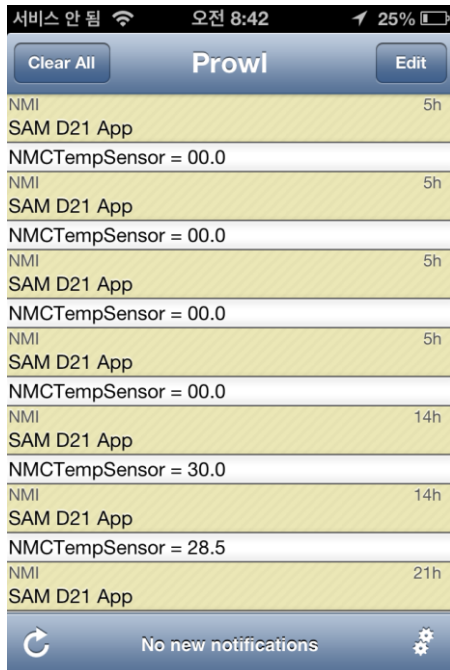 서비스 안 됨 오전 8:42 25%
Clear All Prowl Edit
NMI 5h
SAM D21 App
NMCTempSensor = 00.0
NMI 5h
SAM D21 App
NMCTempSensor = 00.0
NMI 5h
SAM D21 App
NMCTempSensor = 00.0
NMI 5h
SAM D21 App
NMCTempSensor = 00.0
NMI 14h
SAM D21 App
NMCTempSensor = 30.0
NMI 14h
SAM D21 App
NMCTempSensor = 28.5
NMI 21h
SAM D21 App
No new notifications